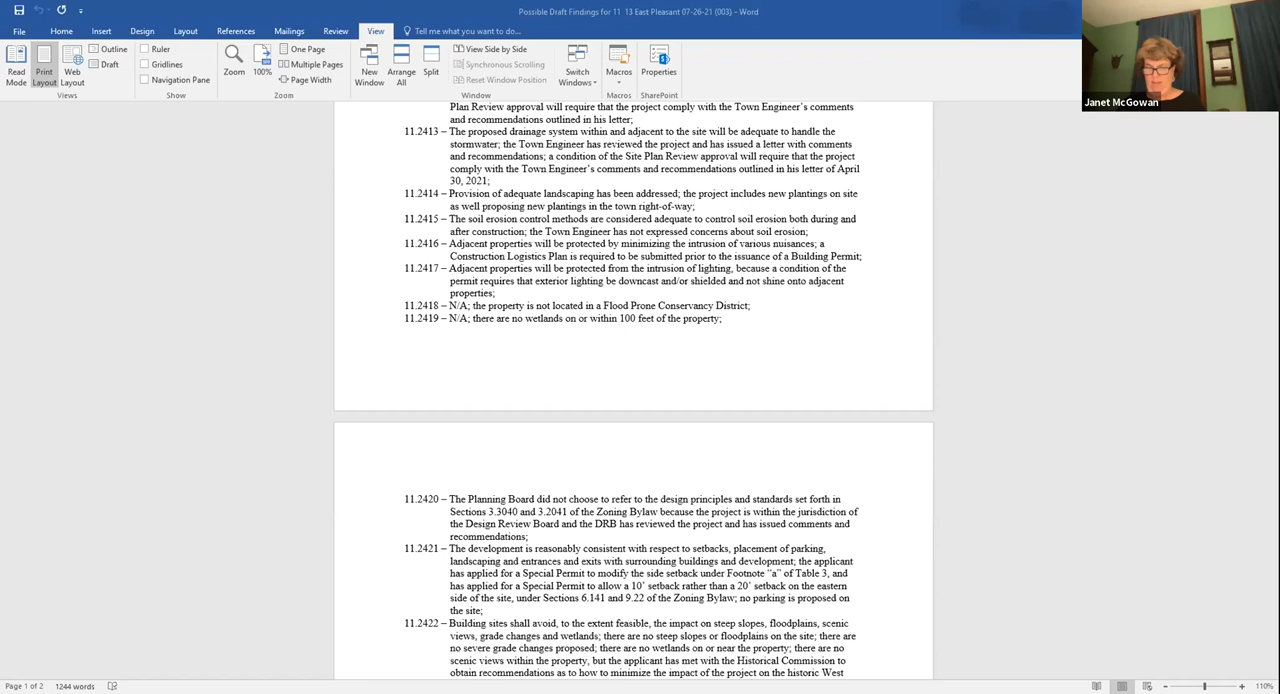 Possible Draft Findings for 11 13 East Pleasant 07-26-21 (003) – Word
File Home Insert Design Layout References Mailings Review View Tell me what you want to do...
Read Mode
Print Layout
Web Layout
Outline
Draft
Views
Ruler
Gridlines
Navigation Pane
Show
Zoom
100%
One Page
Multiple Pages
Page Width
Zoom
New Window
Arrange All
Split
View Side by Side
Synchronous Scrolling
Reset Window Position
Window
Switch Windows
Macros
Macros
Properties
SharePoint
Janet McGowan
Plan Review approval will require that the project comply with the Town Engineer's comments
and recommendations outlined in his letter;
11.2413 – The proposed drainage system within and adjacent to the site will be adequate to handle the
stormwater; the Town Engineer has reviewed the project and has issued a letter with comments
and recommendations; a condition of the Site Plan Review approval will require that the project
comply with the Town Engineer's comments and recommendations outlined in his letter of April
30, 2021;
11.2414 – Provision of adequate landscaping has been addressed; the project includes new plantings on site
as well proposing new plantings in the town right-of-way;
11.2415 – The soil erosion control methods are considered adequate to control soil erosion both during and
after construction; the Town Engineer has not expressed concerns about soil erosion;
11.2416 – Adjacent properties will be protected by minimizing the intrusion of various nuisances; a
Construction Logistics Plan is required to be submitted prior to the issuance of a Building Permit;
11.2417 – Adjacent properties will be protected from the intrusion of lighting, because a condition of the
permit requires that exterior lighting be downcast and/or shielded and not shine onto adjacent
properties;
11.2418 – N/A; the property is not located in a Flood Prone Conservancy District;
11.2419 – N/A; there are no wetlands on or within 100 feet of the property;
11.2420 – The Planning Board did not choose to refer to the design principles and standards set forth in
Sections 3.3040 and 3.2041 of the Zoning Bylaw because the project is within the jurisdiction of
the Design Review Board and the DRB has reviewed the project and has issued comments and
recommendations;
11.2421 – The development is reasonably consistent with respect to setbacks, placement of parking,
landscaping and entrances and exits with surrounding buildings and development; the applicant
has applied for a Special Permit to modify the side setback under Footnote “a” of Table 3, and
has applied for a Special Permit to allow a 10’ setback rather than a 20’ setback on the eastern
side of the site, under Sections 6.141 and 9.22 of the Zoning Bylaw; no parking is proposed on
the site;
11.2422 – Building sites shall avoid, to the extent feasible, the impact on steep slopes, floodplains, scenic
views, grade changes and wetlands; there are no steep slopes or floodplains on the site; there are
no severe grade changes proposed; there are no wetlands on or near the property; there are no
scenic views within the property, but the applicant has met with the Historical Commission to
obtain recommendations as to how to minimize the impact of the project on the historic West
Page 1 of 2 1244 words
110%